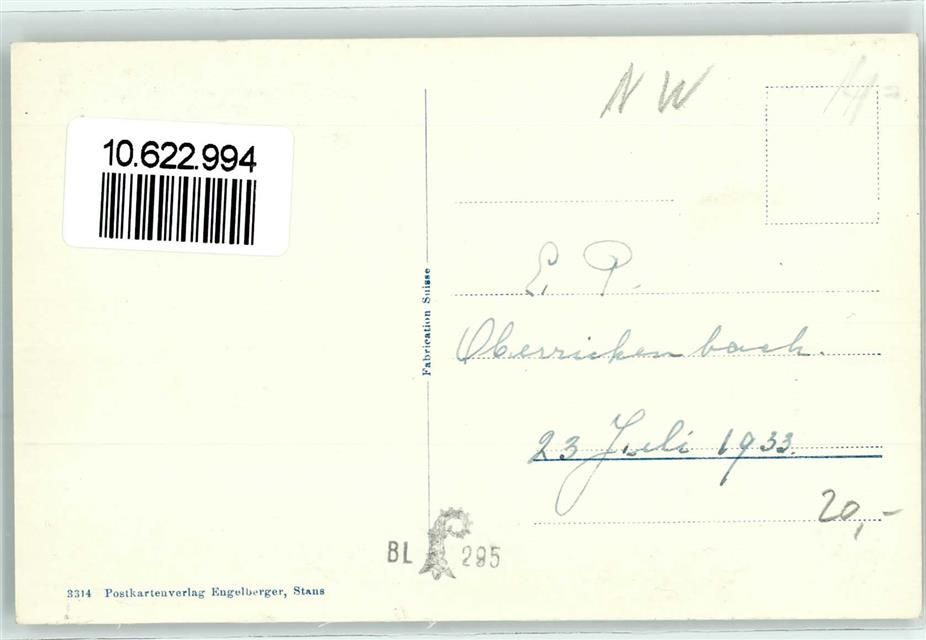 N W
10.622.994
E. P.
Oberrickenbach.
Fabrication Suisse
23 Juli 1933.
20,-
BL 295
3314 Postkartenverlag Engelberger, Stans